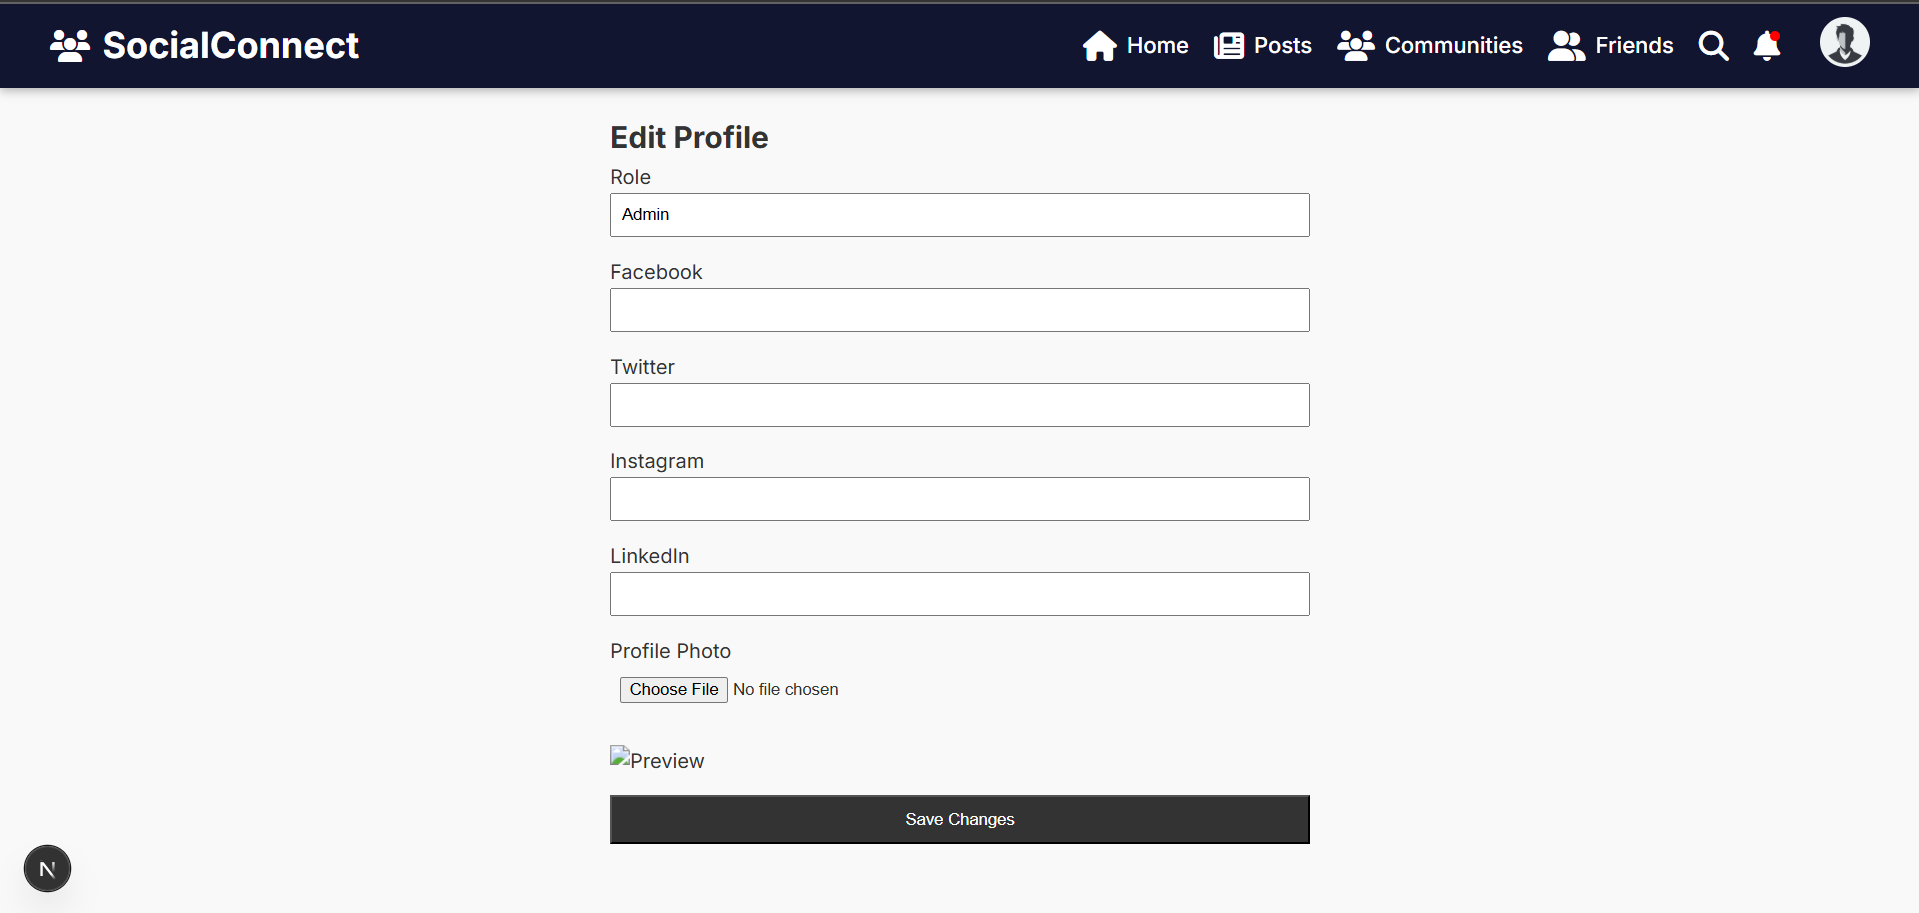 SocialConnect
Home Posts Communities Friends
Edit Profile
Role
Admin
Facebook
Twitter
Instagram
LinkedIn
Profile Photo
Choose File No file chosen
Preview
Save Changes
N